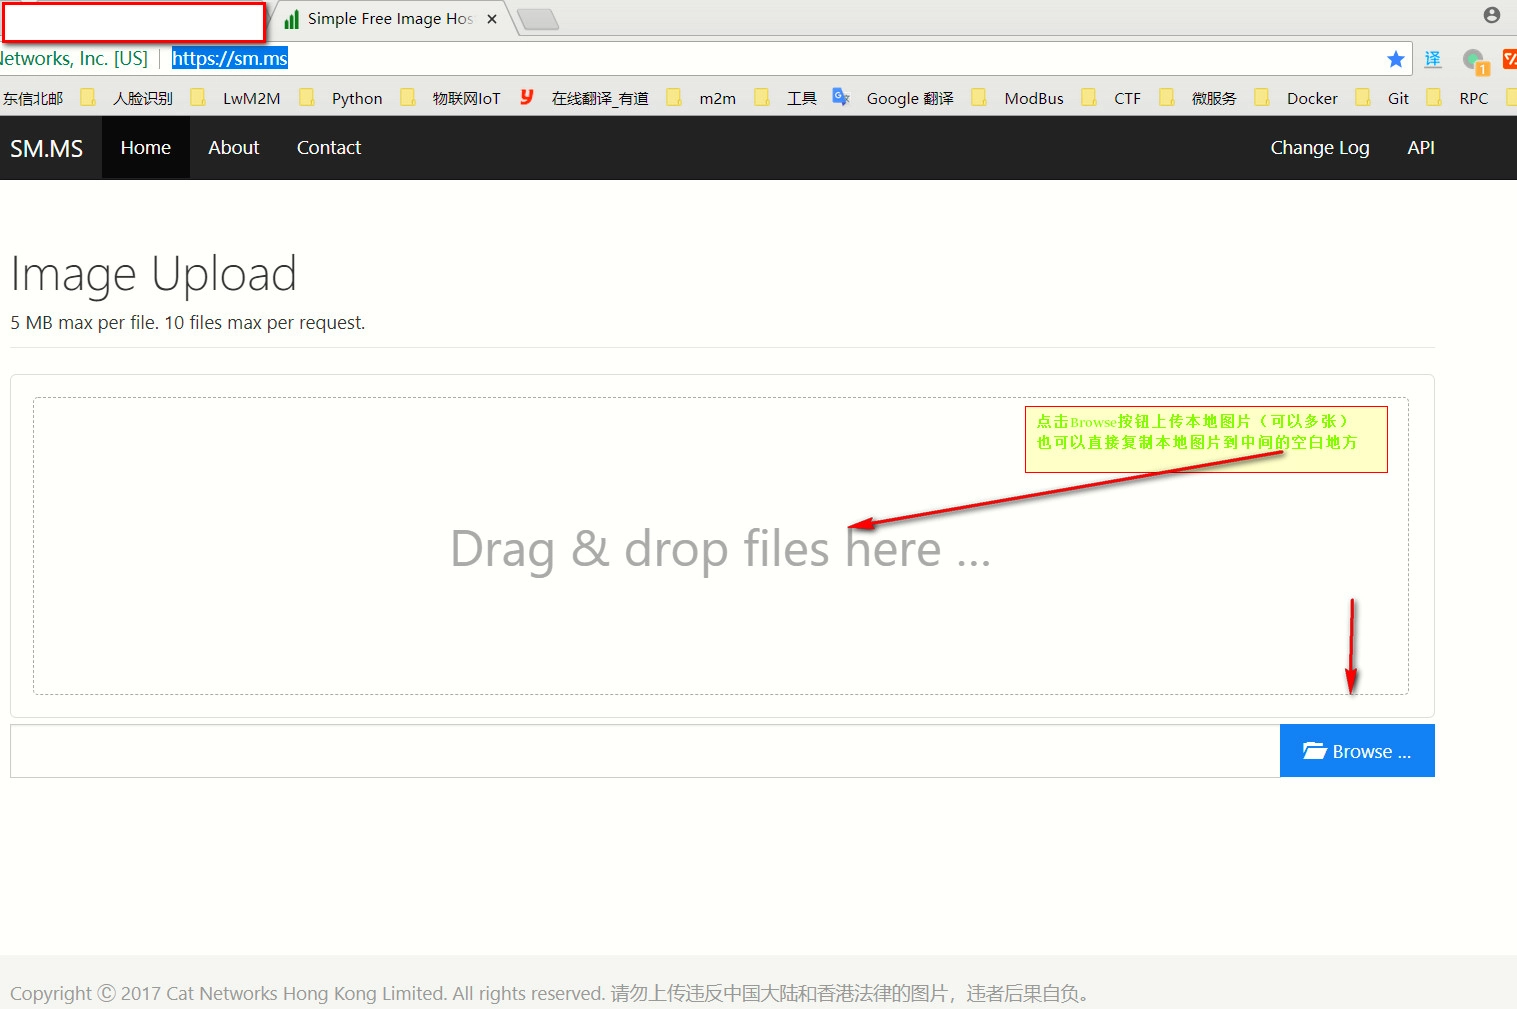 Simple Free Image Hos
Networks, Inc. [US] https://sm.ms
译
1
东信北邮 人脸识别 LwM2M Python 物联网IoT 在线翻译_有道 m2m 工具 Google 翻译 ModBus CTF 微服务 Docker Git RPC
SM.MS Home About Contact Change Log API
Image Upload
5 MB max per file. 10 files max per request.
点击Browse按钮上传本地图片（可以多张）
也可以直接复制本地图片到中间的空白地方
Drag & drop files here ...
Browse ...
Copyright © 2017 Cat Networks Hong Kong Limited. All rights reserved. 请勿上传违反中国大陆和香港法律的图片，违者后果自负。